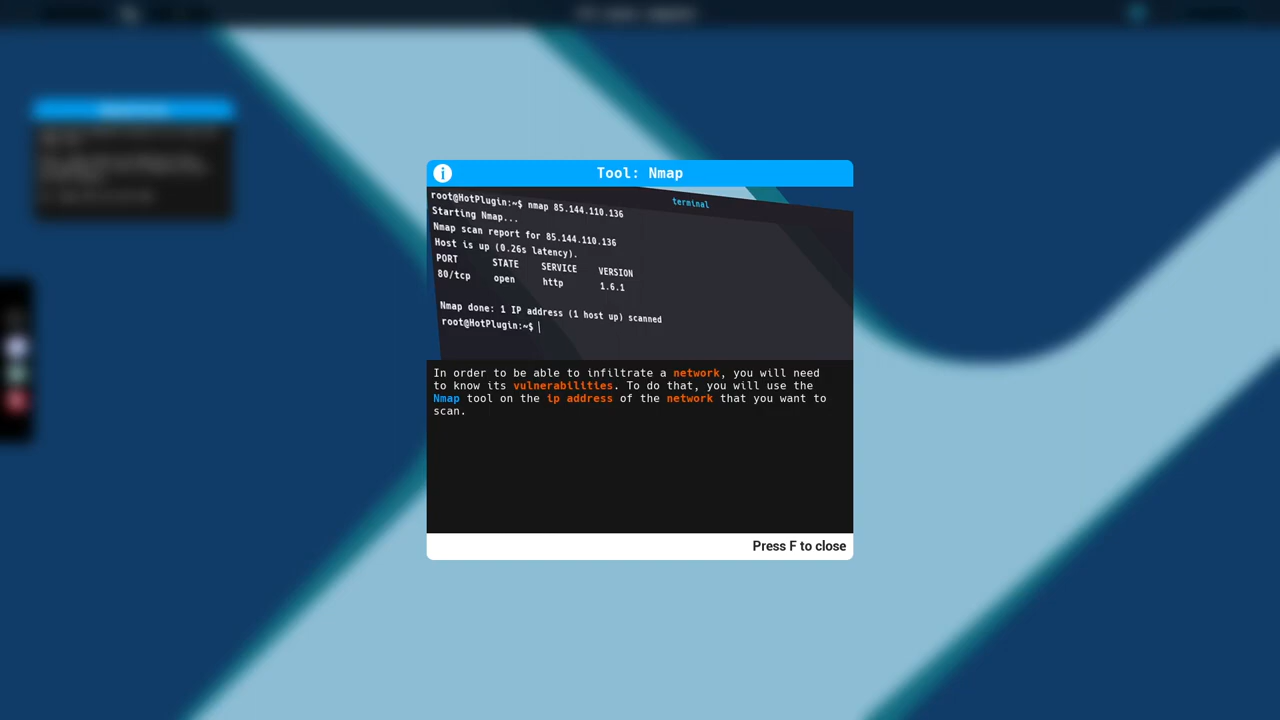 Tool: Nmap
terminal
root@HotPlugin:~$ nmap 85.144.110.136
Starting Nmap...
Nmap scan report for 85.144.110.136
Host is up (0.26s latency).
PORT STATE SERVICE VERSION
80/tcp open http 1.6.1
Nmap done: 1 IP address (1 host up) scanned
root@HotPlugin:~$
In order to be able to infiltrate a network, you will need
to know its vulnerabilities. To do that, you will use the
Nmap tool on the ip address of the network that you want to
scan.
Press F to close